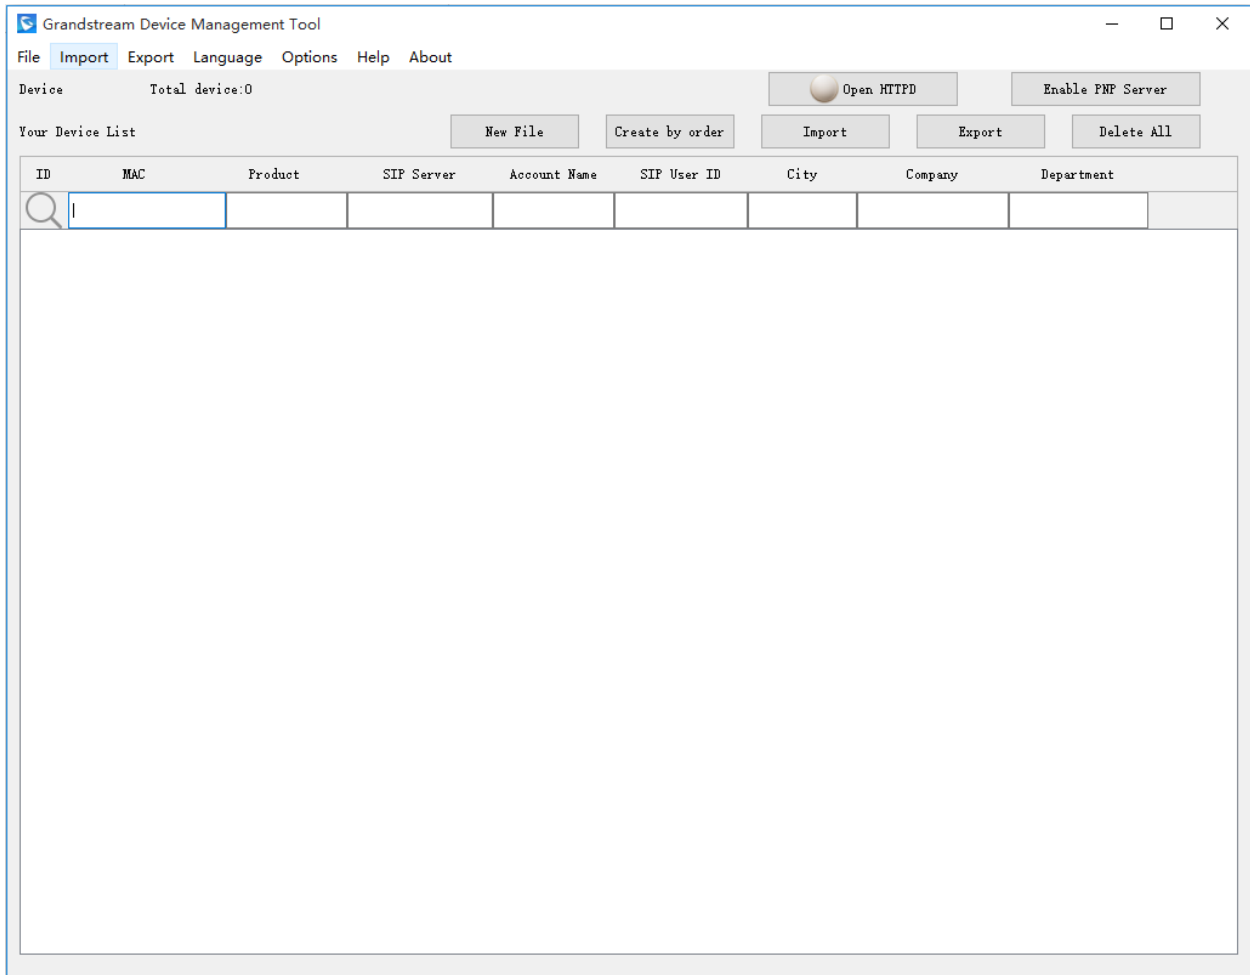 Grandstream Device Management Tool
File Import Export Language Options Help About
Device Total device:0 Open HTTPD Enable PNP Server
Your Device List New File Create by order Import Export Delete All
ID MAC Product SIP Server Account Name SIP User ID City Company Department